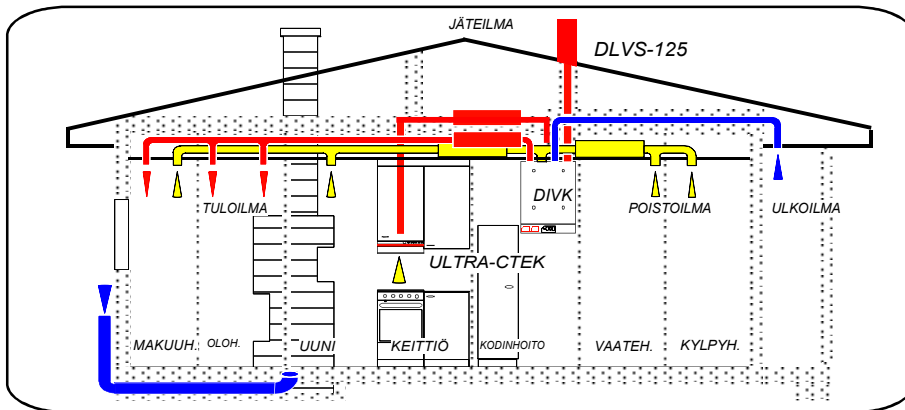 JÄTEILMA
DLVS-125
DIVK
TULOILMA
POISTOILMA
ULKOILMA
ULTRA-CTEK
MAKUUH.
OLOH.
UUNI
KEITTIÖ
KODINHOITO
VAATEH.
KYLPYH.